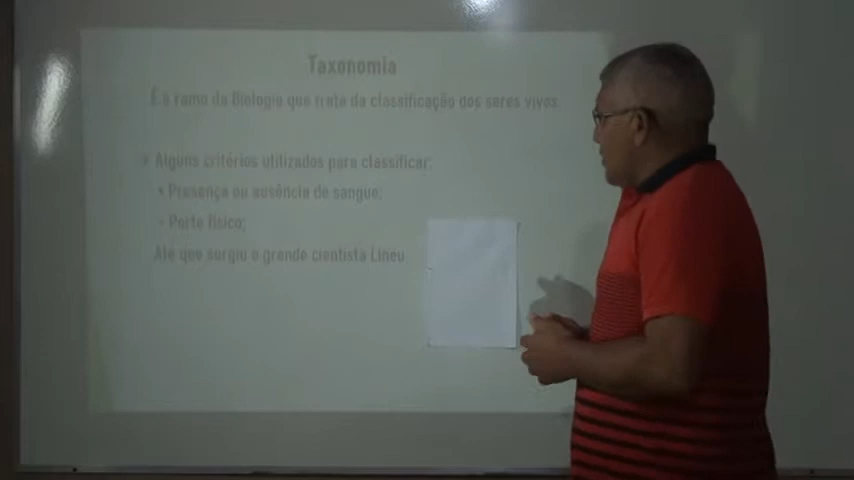 Taxonomia
É o ramo da Biologia que trata da classificação dos seres vivos
Alguns critérios utilizados para classificar:
• Presença ou ausência de sangue;
- Porte físico;
Até que surgiu o grande cientista Lineu